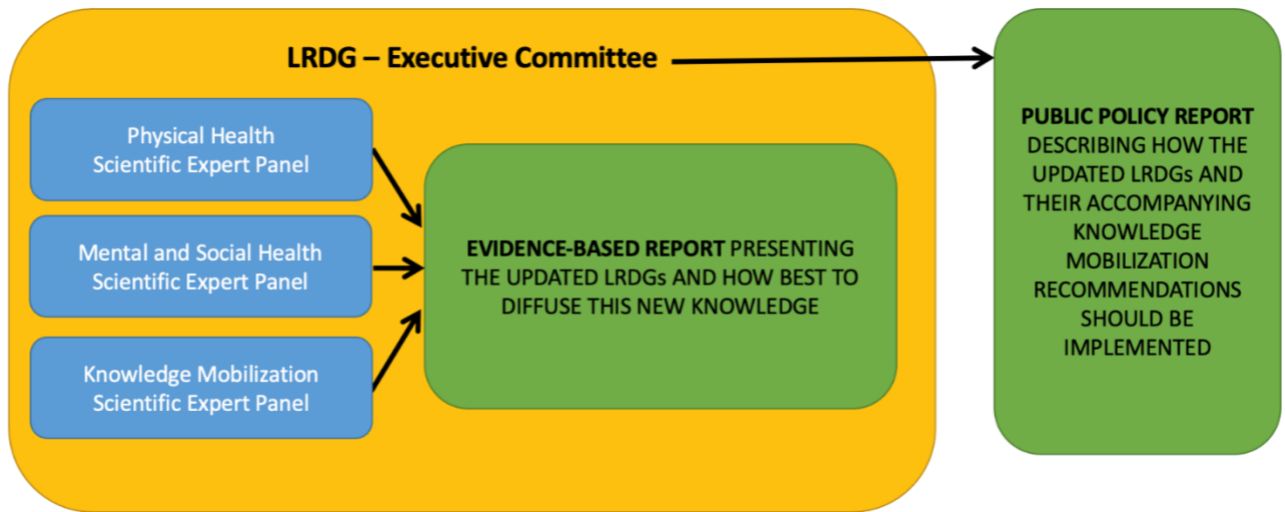 LRDG – Executive Committee
Physical Health
Scientific Expert Panel
Mental and Social Health
Scientific Expert Panel
Knowledge Mobilization
Scientific Expert Panel
EVIDENCE-BASED REPORT PRESENTING
THE UPDATED LRDGs AND HOW BEST TO
DIFFUSE THIS NEW KNOWLEDGE
PUBLIC POLICY REPORT
DESCRIBING HOW THE
UPDATED LRDGs AND
THEIR ACCOMPANYING
KNOWLEDGE
MOBILIZATION
RECOMMENDATIONS
SHOULD BE
IMPLEMENTED